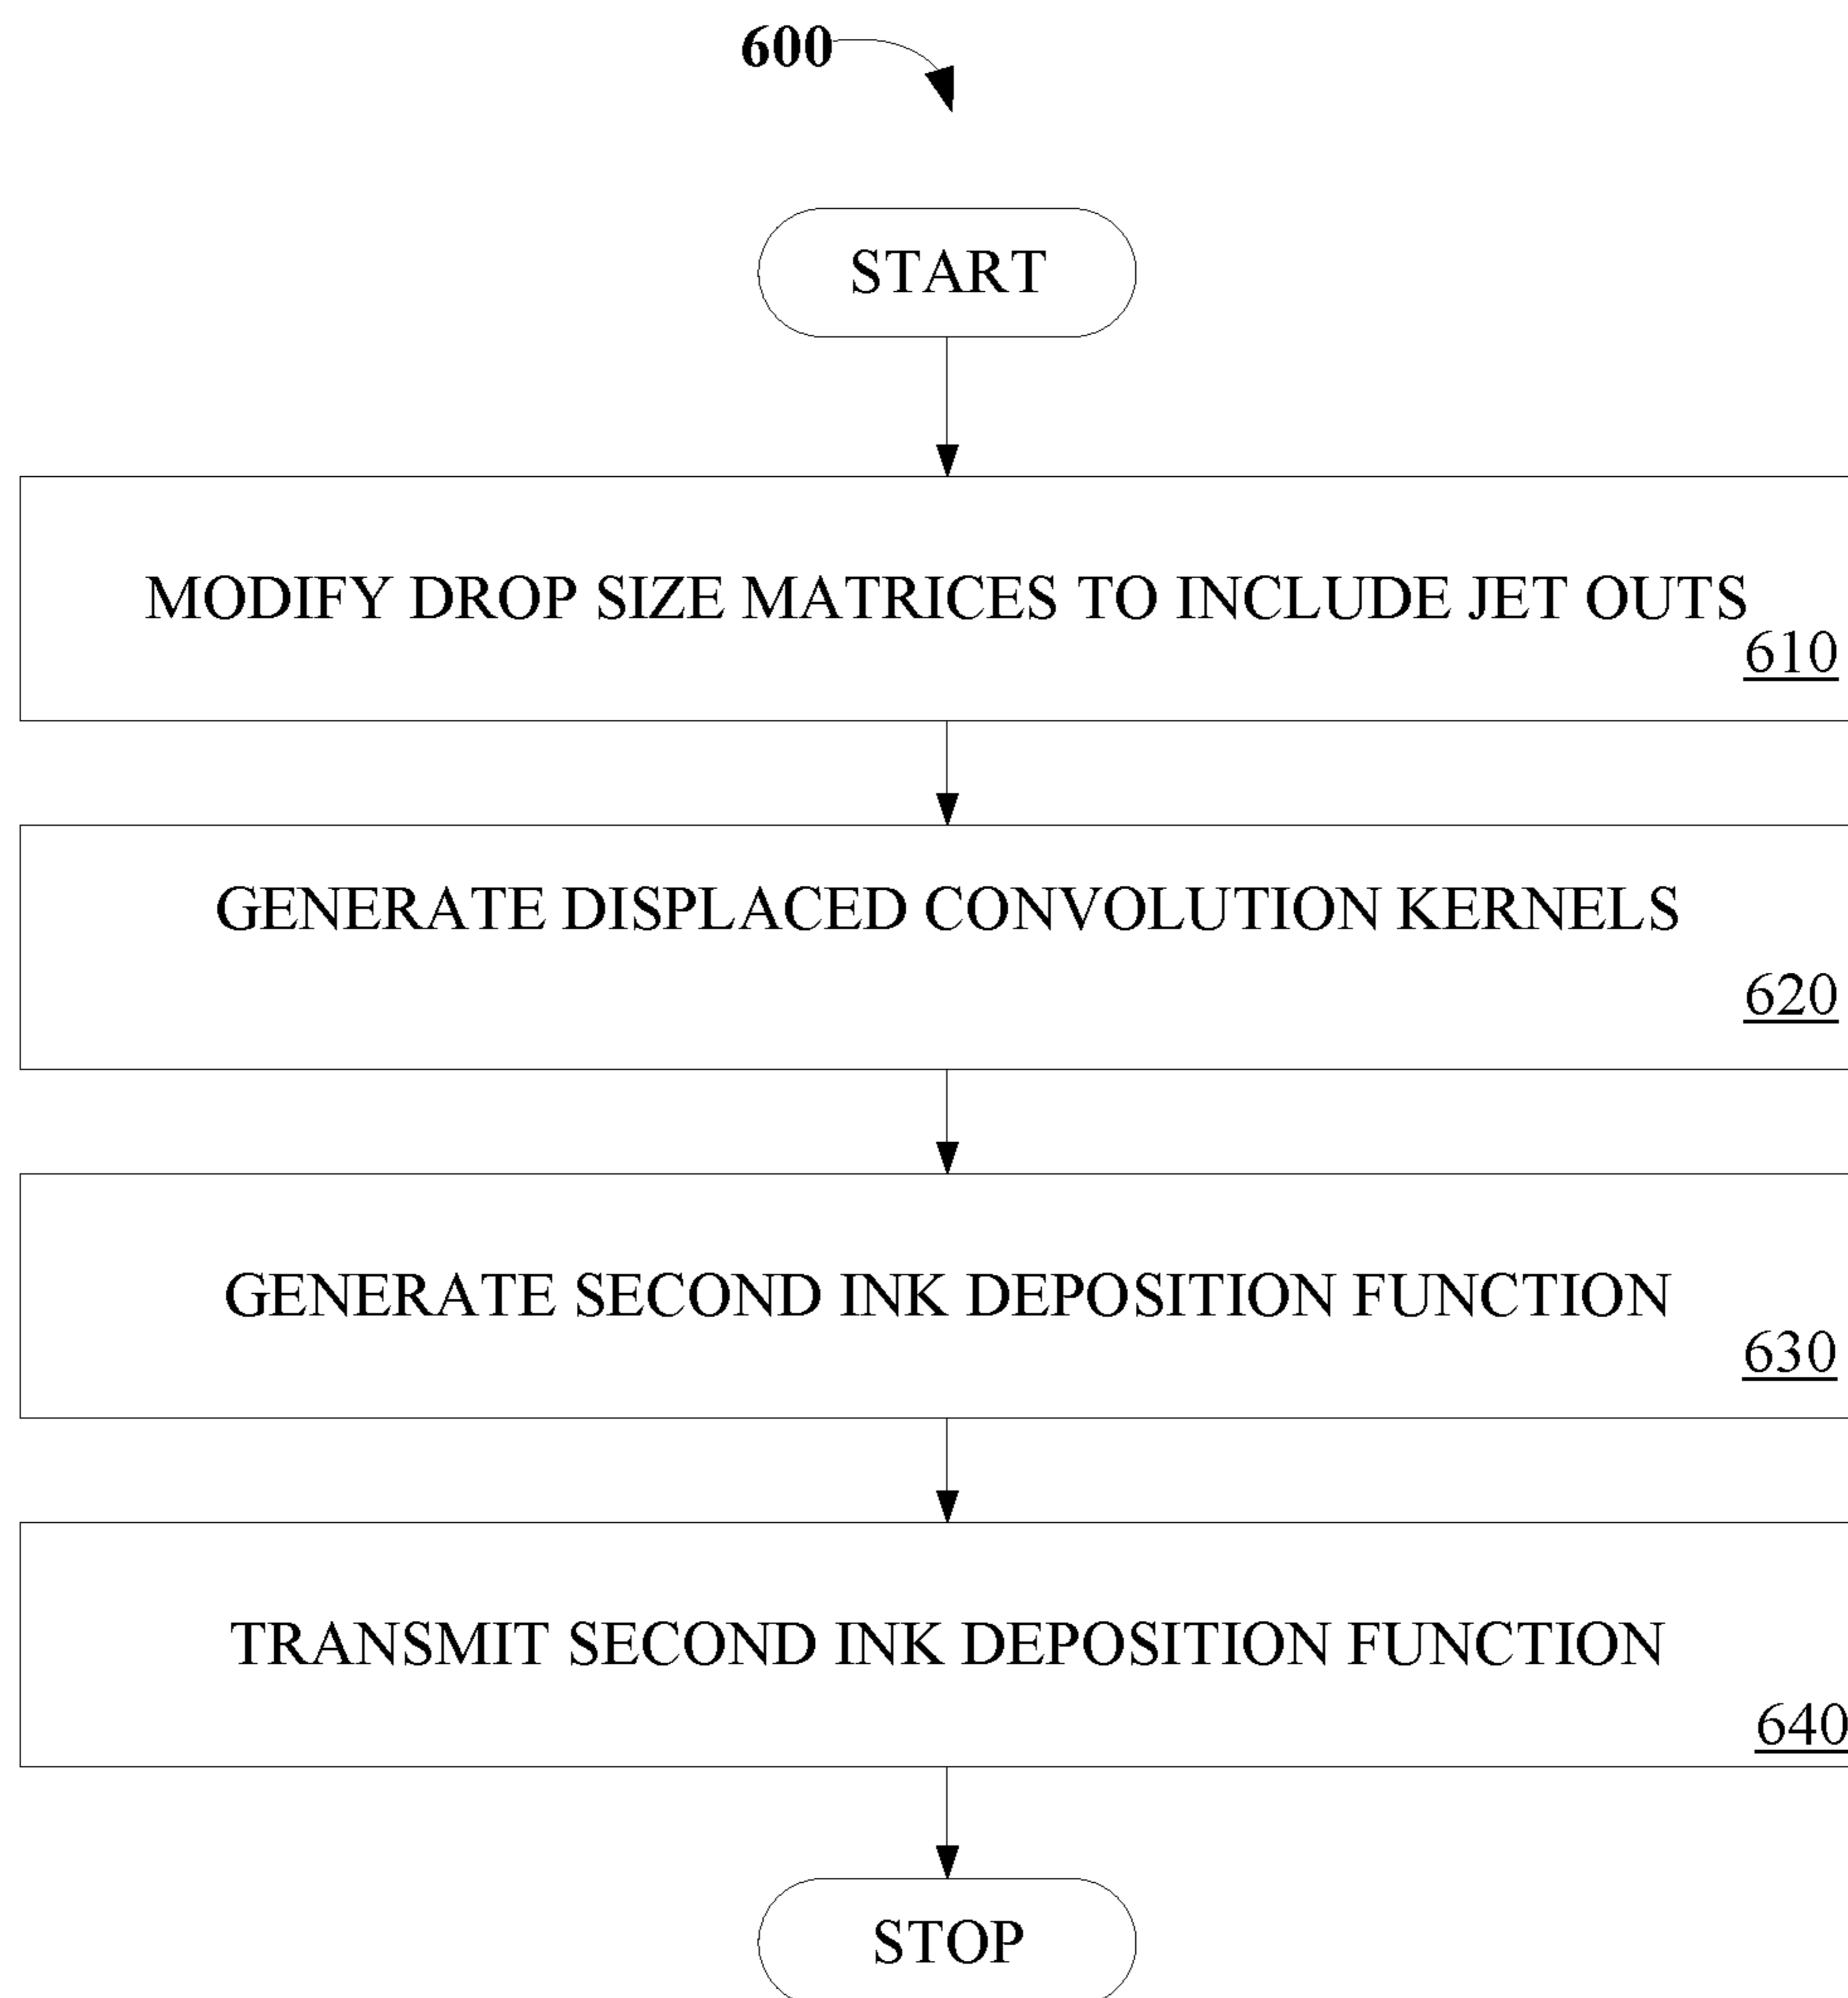 600
START
MODIFY DROP SIZE MATRICES TO INCLUDE JET OUTS
610
GENERATE DISPLACED CONVOLUTION KERNELS
620
GENERATE SECOND INK DEPOSITION FUNCTION
630
TRANSMIT SECOND INK DEPOSITION FUNCTION
640
STOP